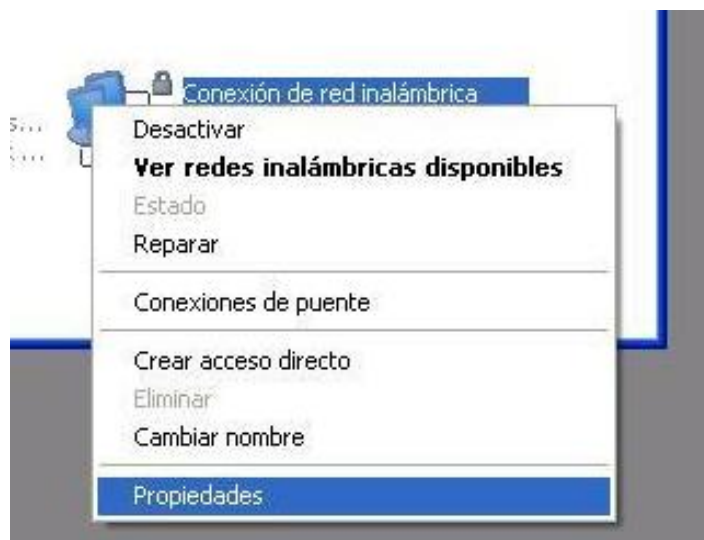 Conexión de red inalámbrica
Desactivar
Ver redes inalámbricas disponibles
Estado
Reparar
Conexiones de puente
Crear acceso directo
Eliminar
Cambiar nombre
Propiedades